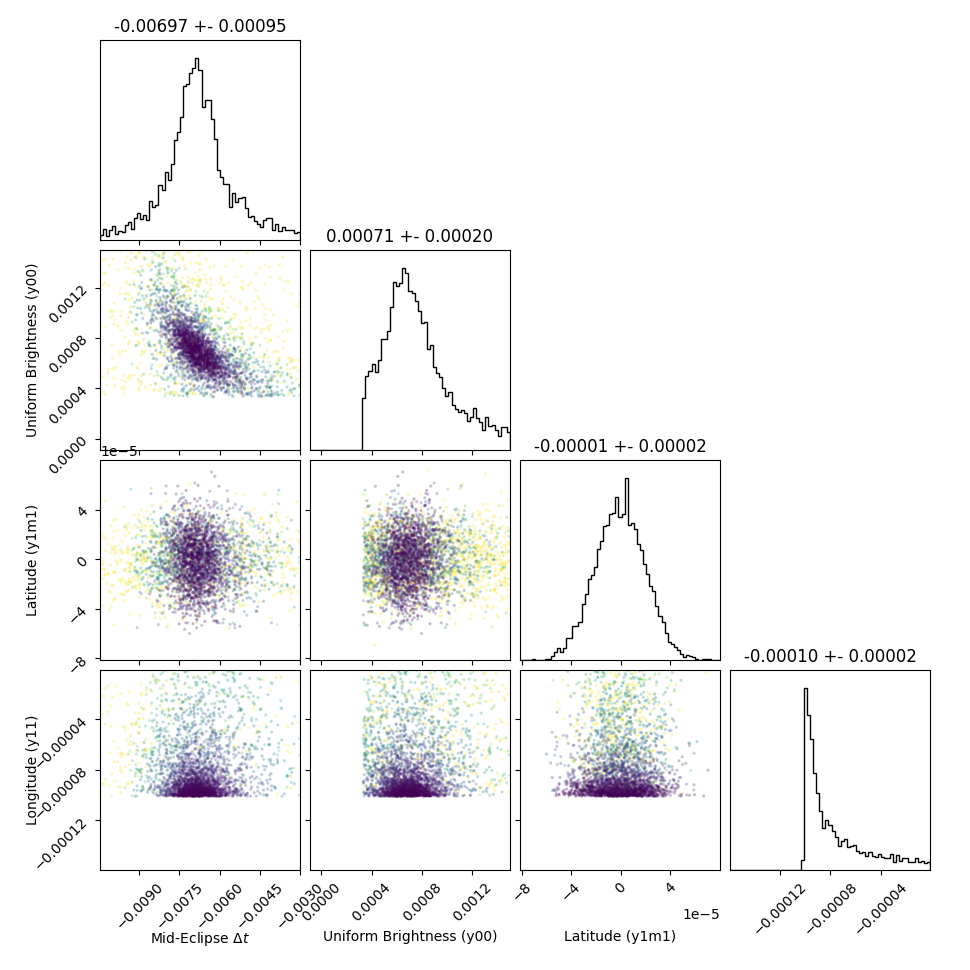 -0.00697 +- 0.00095
0.00071 +- 0.00020
Uniform Brightness (y00)
0.0012
0.0008
0.0004
0.0000
1e−5
-0.00001 +- 0.00002
Latitude (y1m1)
4
0
−4
−8
-0.00010 +- 0.00002
Longitude (y11)
−0.00004
−0.00008
−0.00012
−0.0090
−0.0075
−0.0060
−0.0045
−0.0030
0.0000
0.0004
0.0008
0.0012
−8
−4
0
4
1e−5
−0.00012
−0.00008
−0.00004
Mid-Eclipse Δt
Uniform Brightness (y00)
Latitude (y1m1)